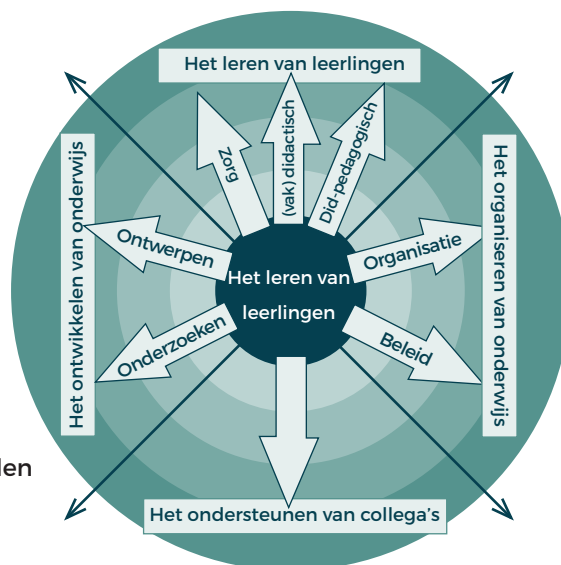 Het leren van leerlingen
Zorg
(vak) didactisch
Did-pedagogisch
Het ontwikkelen van onderwijs
Ontwerpen
Organisatie
Het organiseren van onderwijs
Het leren van
leerlingen
Onderzoeken
Beleid
Het ondersteunen van collega's